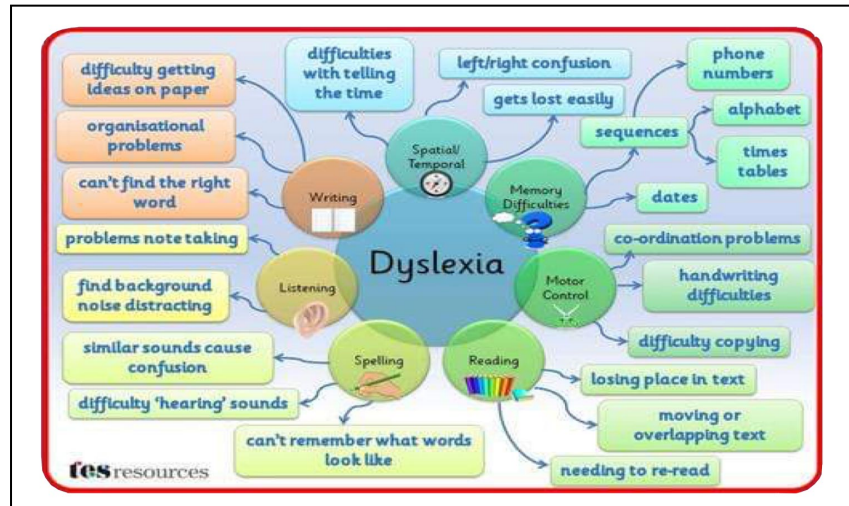 difficulty getting
ideas on paper
organisational
problems
can't find the right
word
Writing
difficulties
with telling
the time
left/right confusion
gets lost easily
Spatial/
Temporal
phone
numbers
sequences
alphabet
times
tables
dates
Memory
Difficulties
Dyslexia
problems note taking
find background
noise distracting
Listening
co-ordination problems
handwriting
difficulties
difficulty copying
Motor
Control
similar sounds cause
confusion
difficulty 'hearing' sounds
can't remember what words
look like
Spelling
Reading
losing place in text
moving or
overlapping text
needing to re-read
tes resources